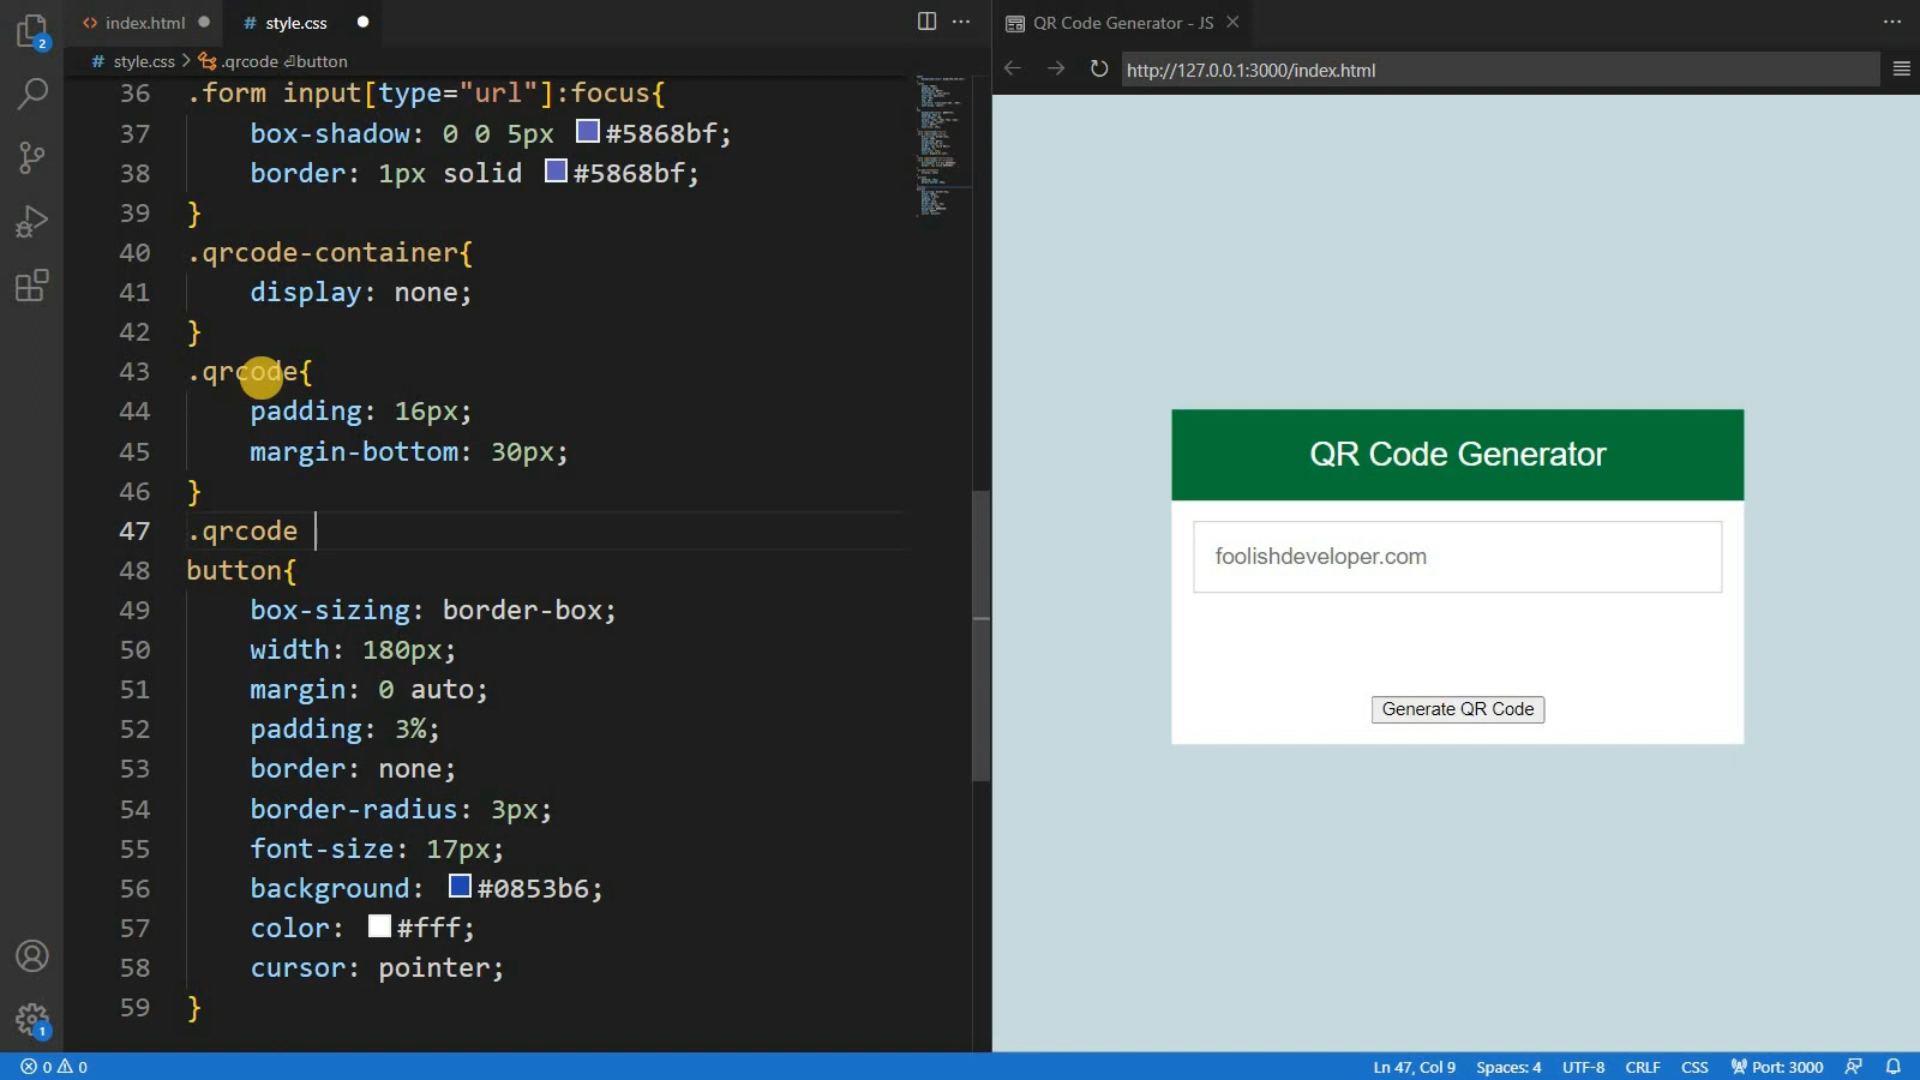 2
<> index.html
# style.css
# style.css > .qrcode button
36 .form input[type="url"]:focus{
37 box-shadow: 0 0 5px #5868bf;
38 border: 1px solid #5868bf;
39 }
40 .qrcode-container{
41 display: none;
42 }
43 .qrcode{
44 padding: 16px;
45 margin-bottom: 30px;
46 }
47 .qrcode
48 button{
49 box-sizing: border-box;
50 width: 180px;
51 margin: 0 auto;
52 padding: 3%;
53 border: none;
54 border-radius: 3px;
55 font-size: 17px;
56 background: #0853b6;
57 color: #fff;
58 cursor: pointer;
59 }
1
QR Code Generator - JS
http://127.0.0.1:3000/index.html
QR Code Generator
foolishdeveloper.com
Generate QR Code
0 0
Ln 47, Col 9 Spaces: 4 UTF-8 CRLF CSS Port: 3000